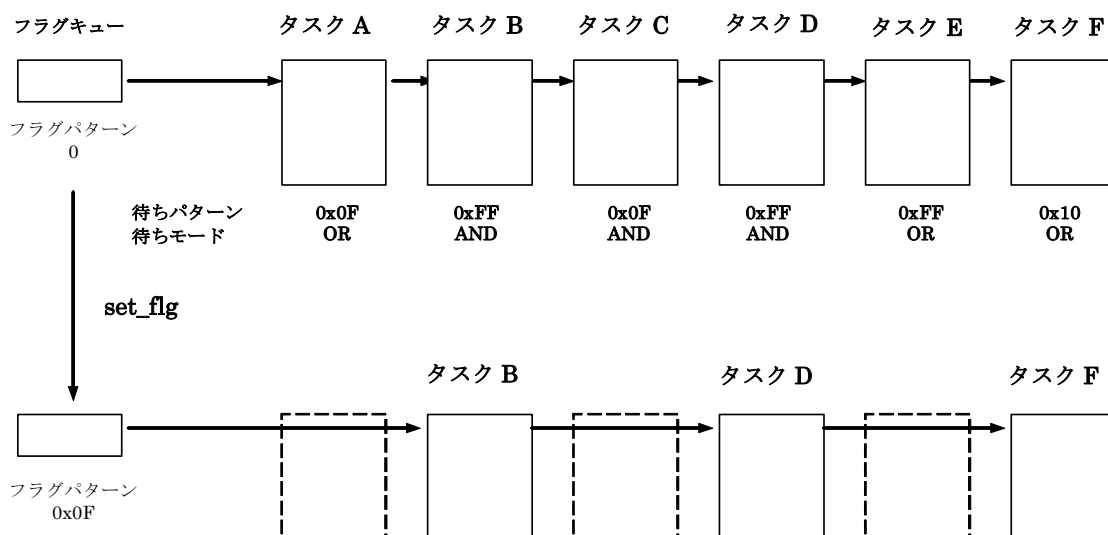 フラグキュー
タスク A
タスク B
タスク C
タスク D
タスク E
タスク F
フラグパターン
0
待ちパターン
待ちモード
0x0F
OR
0xFF
AND
0x0F
AND
0xFF
AND
0xFF
OR
0x10
OR
set_flg
タスク B
タスク D
タスク F
フラグパターン
0x0F